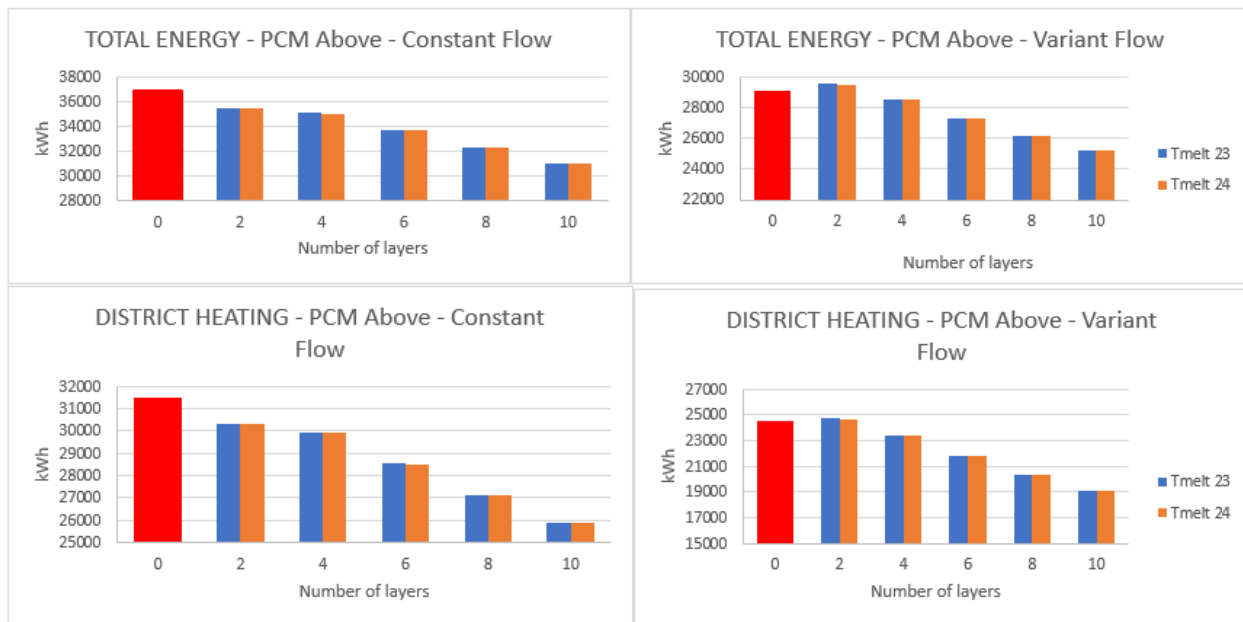 TOTAL ENERGY - PCM Above - Constant Flow
38000
36000
34000
32000
30000
28000
kWh
0 2 4 6 8 10
Number of layers
TOTAL ENERGY - PCM Above - Variant Flow
30000
28000
26000
24000
22000
kWh
0 2 4 6 8 10
Number of layers
Tmelt 23
Tmelt 24
DISTRICT HEATING - PCM Above - Constant
Flow
32000
31000
30000
29000
28000
27000
26000
25000
kWh
0 2 4 6 8 10
Number of layers
DISTRICT HEATING - PCM Above - Variant
Flow
27000
25000
23000
21000
19000
17000
15000
kWh
0 2 4 6 8 10
Number of layers
Tmelt 23
Tmelt 24